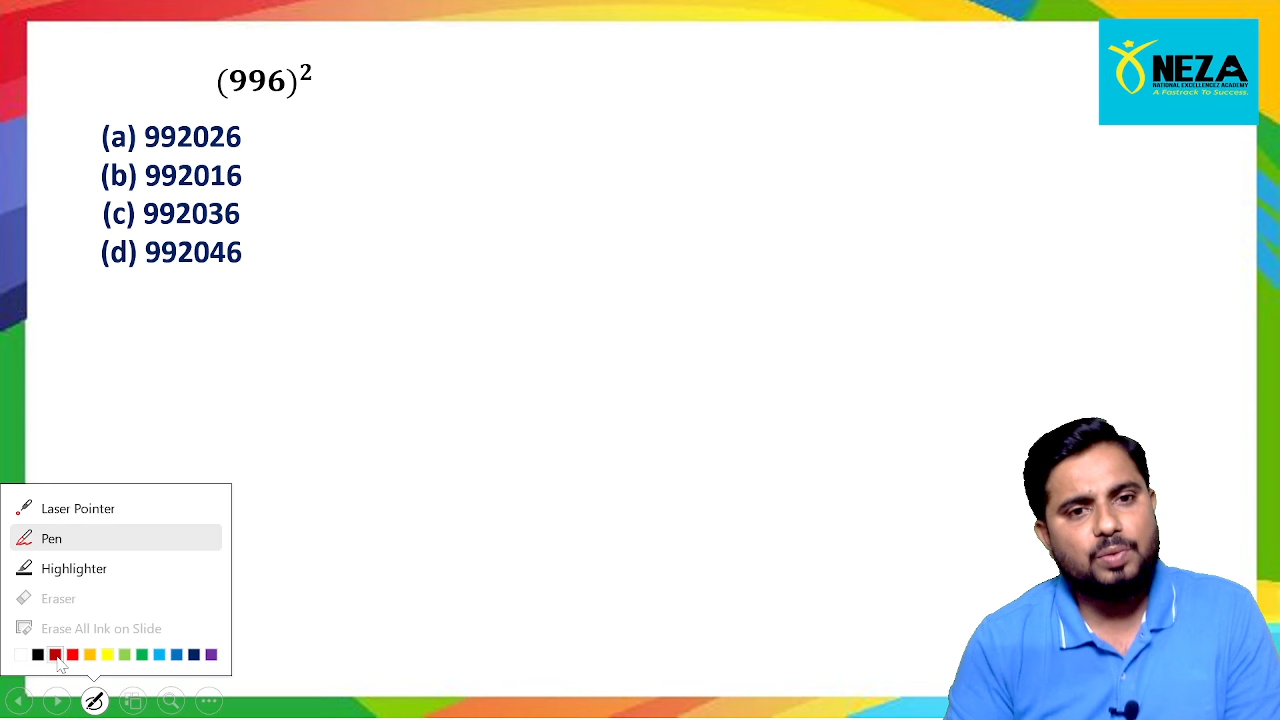 (996)²
(a) 992026
(b) 992016
(c) 992036
(d) 992046
NEZA
NATIONAL EXCELLENCEZ ACADEMY
A Fastrack To Success.
Laser Pointer
Pen
Highlighter
Eraser
Erase All Ink on Slide